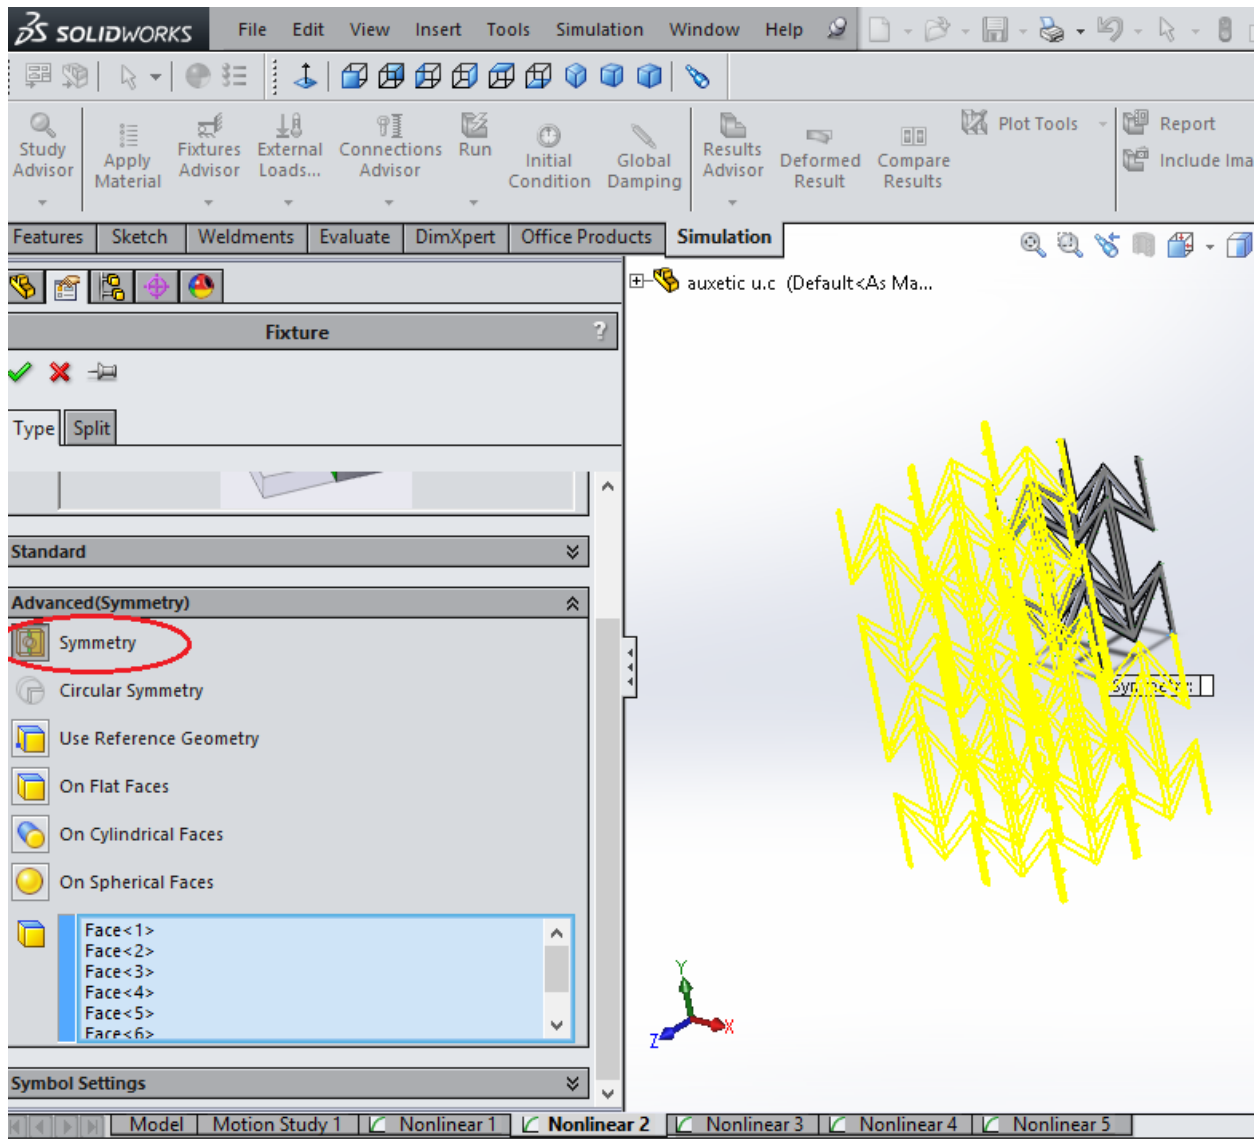 SOLIDWORKS File Edit View Insert Tools Simulation Window Help
Study Advisor
Apply Material
Fixtures Advisor
External Loads...
Connections Advisor
Run
Initial Condition
Global Damping
Results Advisor
Deformed Result
Compare Results
Plot Tools
Report
Include Ima
Features Sketch Weldments Evaluate DimXpert Office Products Simulation
auxetic u.c (Default<As Ma...
Fixture ?
Type Split
Standard
Advanced(Symmetry)
Symmetry
Circular Symmetry
Use Reference Geometry
On Flat Faces
On Cylindrical Faces
On Spherical Faces
Face<1>
Face<2>
Face<3>
Face<4>
Face<5>
Face<6>
Y
X
Z
Symbol Settings
Model Motion Study 1 Nonlinear 1 Nonlinear 2 Nonlinear 3 Nonlinear 4 Nonlinear 5